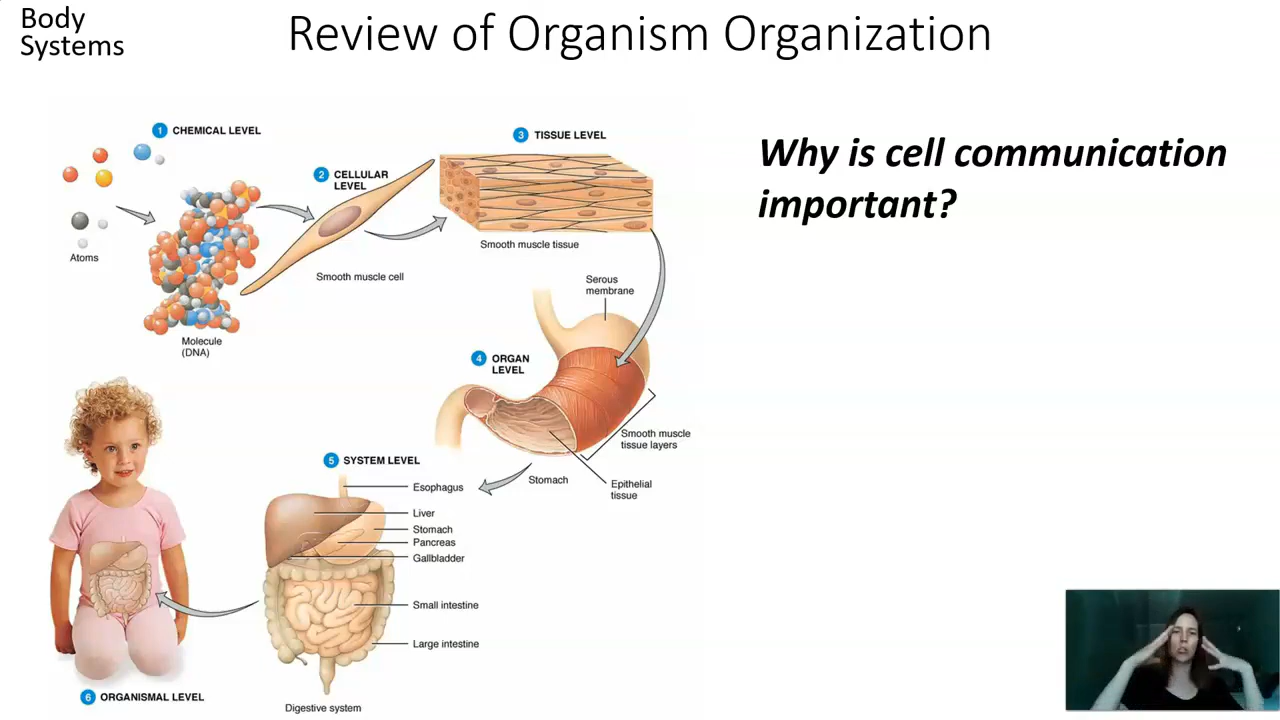 Body
Systems
Review of Organism Organization
Why is cell communication
important?
1 CHEMICAL LEVEL
Atoms
Molecule
(DNA)
2 CELLULAR
LEVEL
Smooth muscle cell
3 TISSUE LEVEL
Smooth muscle tissue
Serous
membrane
4 ORGAN
LEVEL
Smooth muscle
tissue layers
Stomach
Epithelial
tissue
5 SYSTEM LEVEL
Esophagus
Liver
Stomach
Pancreas
Gallbladder
Small intestine
Large intestine
Digestive system
6 ORGANISMAL LEVEL